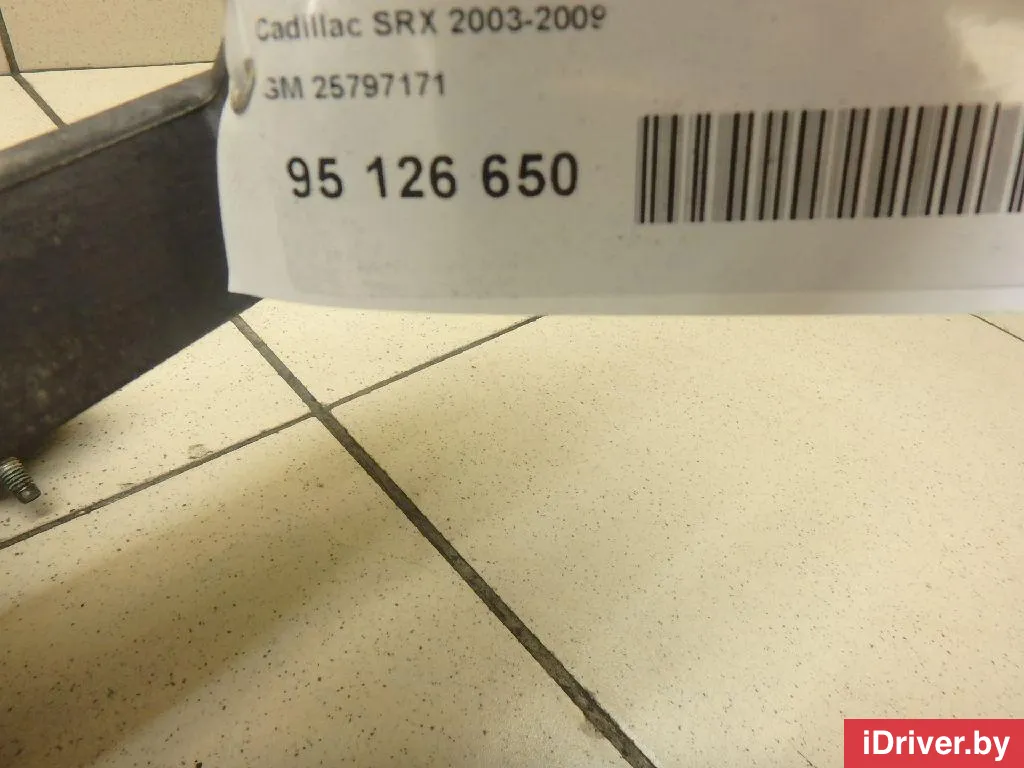 Cadillac SRX 2003-2009
GM 25797171
95 126 650
iDriver.by